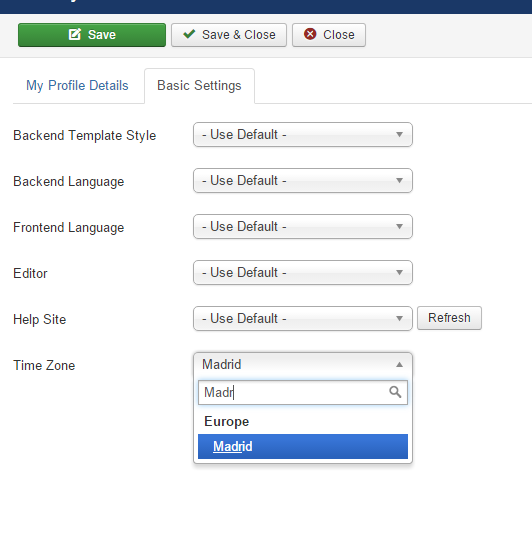 Save
Save & Close
Close
My Profile Details
Basic Settings
Backend Template Style
- Use Default -
Backend Language
- Use Default -
Frontend Language
- Use Default -
Editor
- Use Default -
Help Site
- Use Default -
Refresh
Time Zone
Madrid
Madr
Europe
Madrid